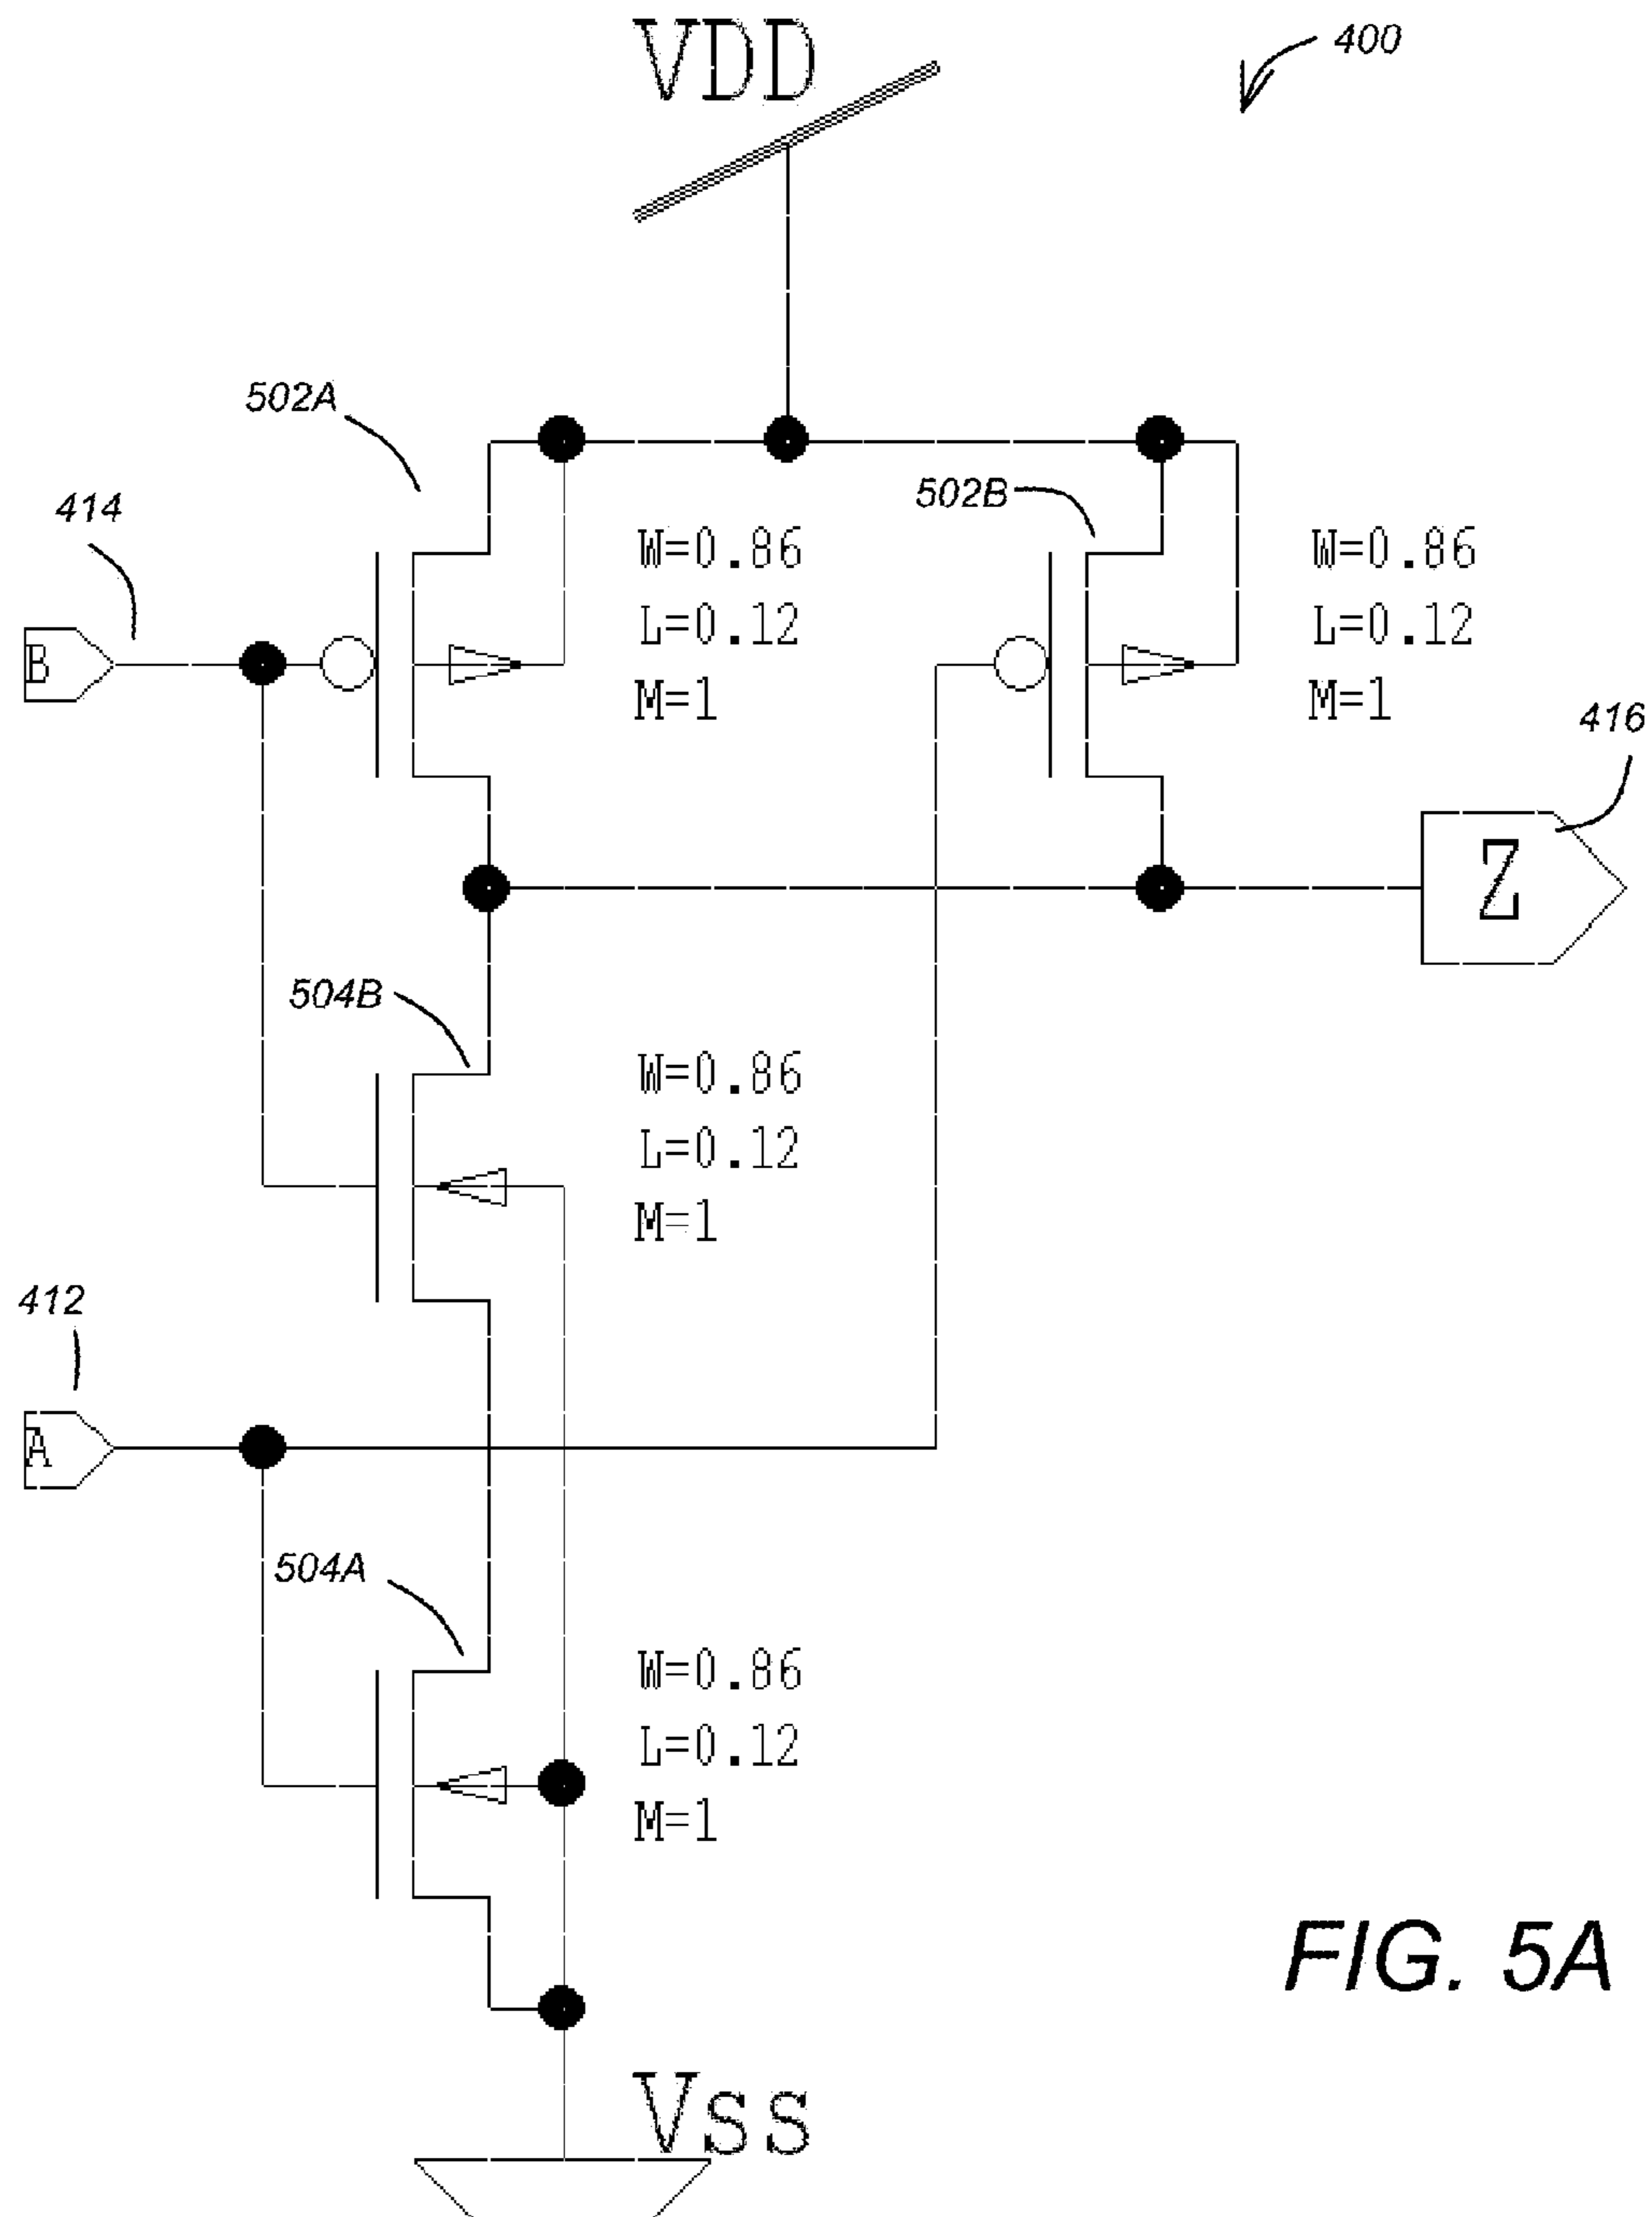 VDD
400
502A
414
502B
W=0.86
L=0.12
M=1
W=0.86
L=0.12
M=1
B
416
Z
504B
W=0.86
L=0.12
M=1
412
A
504A
W=0.86
L=0.12
M=1
FIG. 5A
VSS